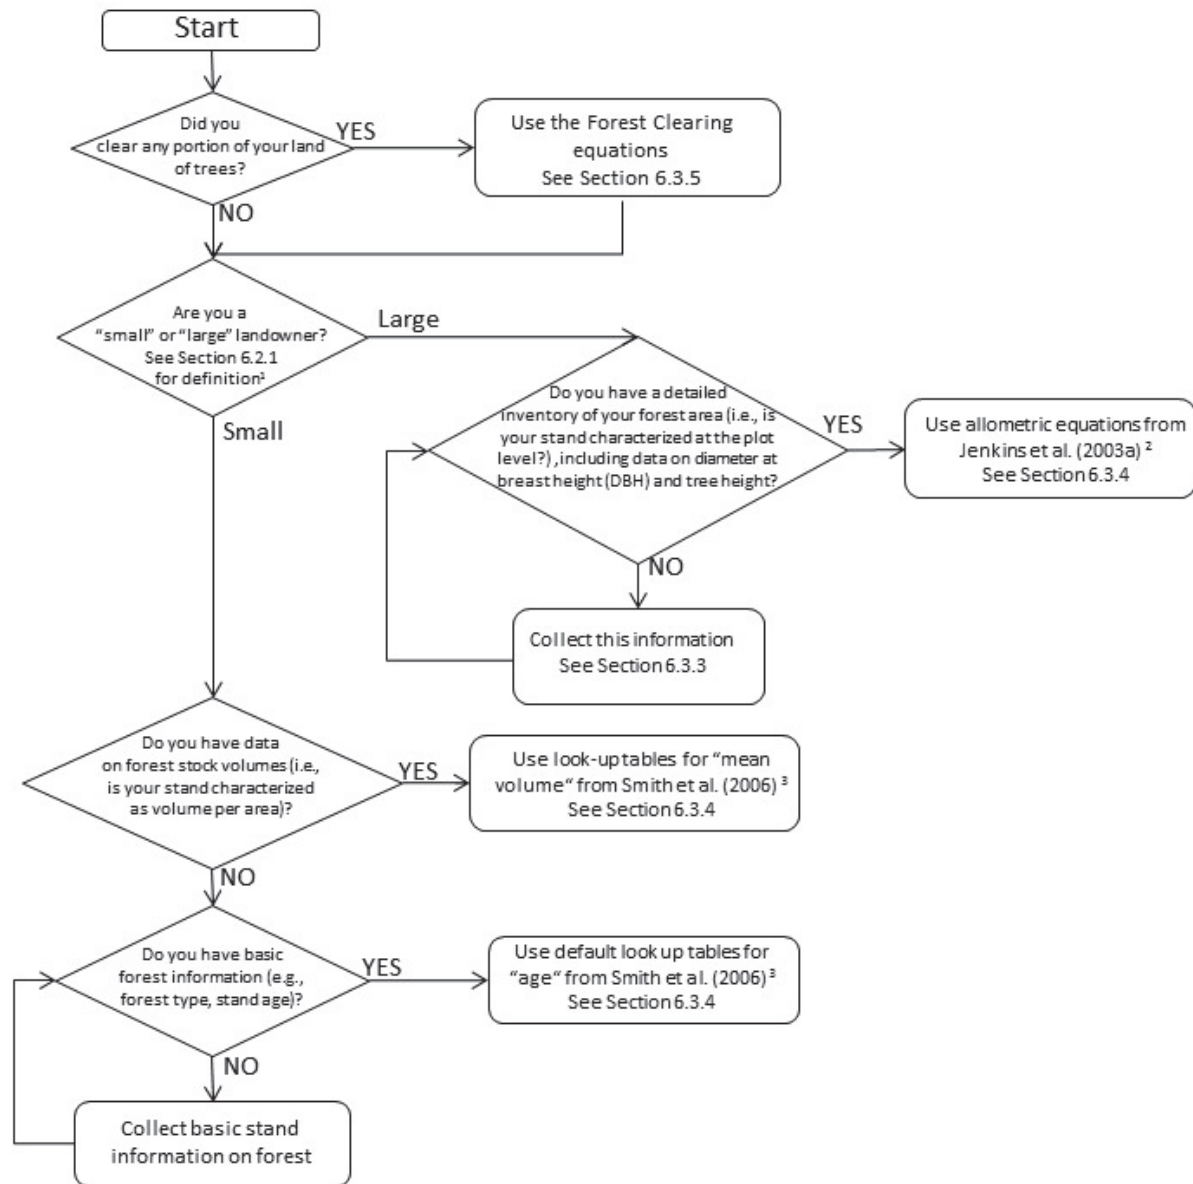 Start
Did you
clear any portion of your land
of trees?
YES
Use the Forest Clearing
equations
See Section 6.3.5
NO
Are you a
“small” or “large” landowner?
See Section 6.2.1
for definition¹
Large
Small
Do you have a detailed
inventory of your forest area (i.e., is
your stand characterized at the plot
level?), including data on diameter at
breast height (DBH) and tree height?
YES
Use allometric equations from
Jenkins et al. (2003a) ²
See Section 6.3.4
NO
Collect this information
See Section 6.3.3
Do you have data
on forest stock volumes (i.e.,
is your stand characterized
as volume per area)?
YES
Use look-up tables for “mean
volume“ from Smith et al. (2006) ³
See Section 6.3.4
NO
Do you have basic
forest information (e.g.,
forest type, stand age)?
YES
Use default look up tables for
“age“ from Smith et al. (2006) ³
See Section 6.3.4
NO
Collect basic stand
information on forest